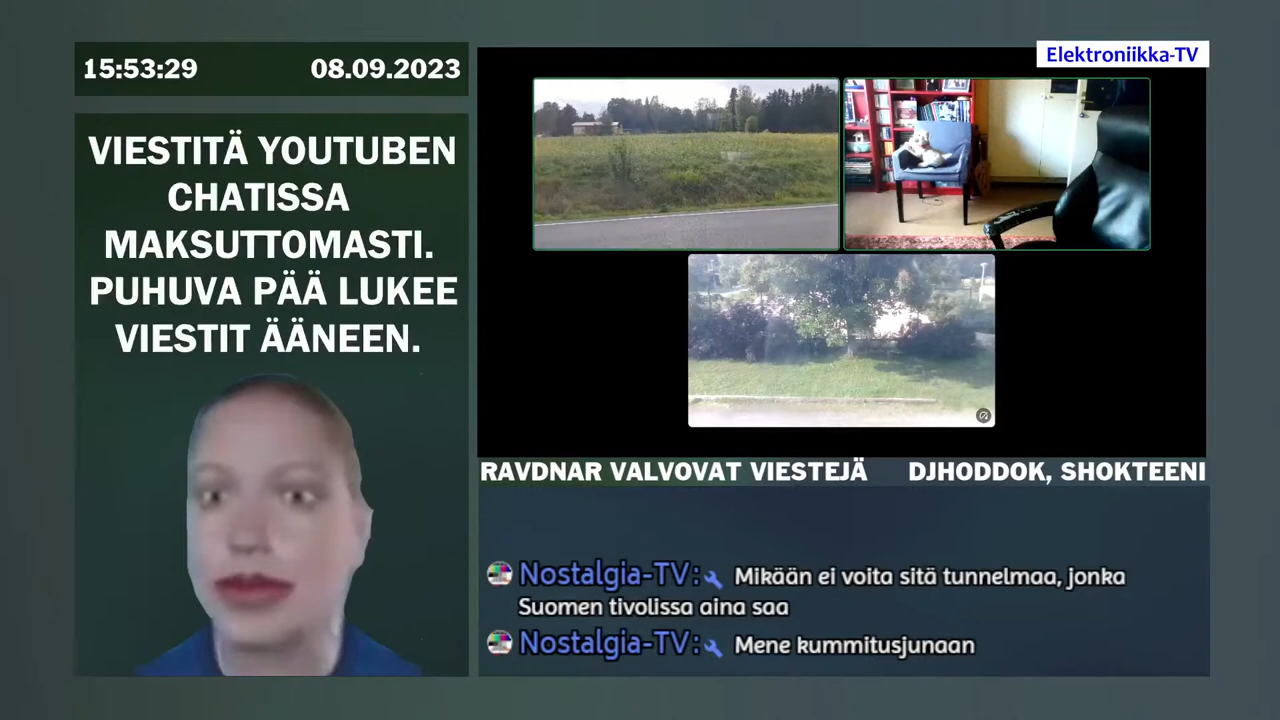 15:53:29 08.09.2023
Elektroniikka-TV
VIESTITÄ YOUTUBEN
CHATISSA
MAKSUTTOMASTI.
PUHUVA PÄÄ LUKEE
VIESTIT ÄÄNEEN.
RAVDNAR VALVOVAT VIESTEJÄ DJHODDOK, SHOKTEENI
Nostalgia-TV: Mikään ei voita sitä tunnelmaa, jonka
Suomen tivolissa aina saa
Nostalgia-TV: Mene kummitusjunaan